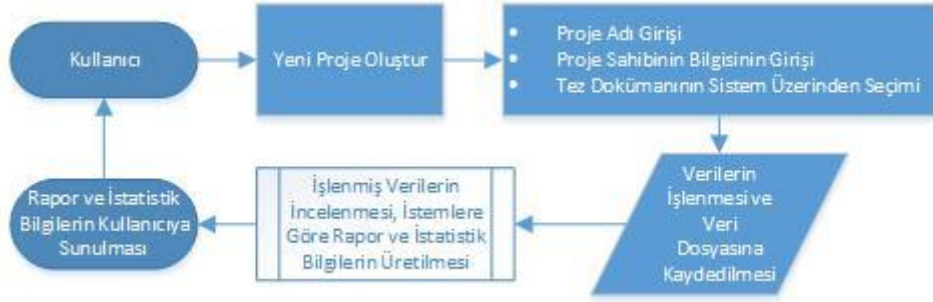 Kullanıcı
Yeni Proje Oluştur
• Proje Adı Girişi
• Proje Sahibinin Bilgisinin Girişi
• Tez Dokümanının Sistem Üzerinden Seçimi
Verilerin
İşlenmesi ve
Veri
Dosyasına
Kaydedilmesi
İşlenmiş Verilerin
İncelenmesi, İstemlere
Göre Rapor ve İstatistik
Bilgilerin Üretilmesi
Rapor ve İstatistik
Bilgilerin Kullanıcıya
Sunulması